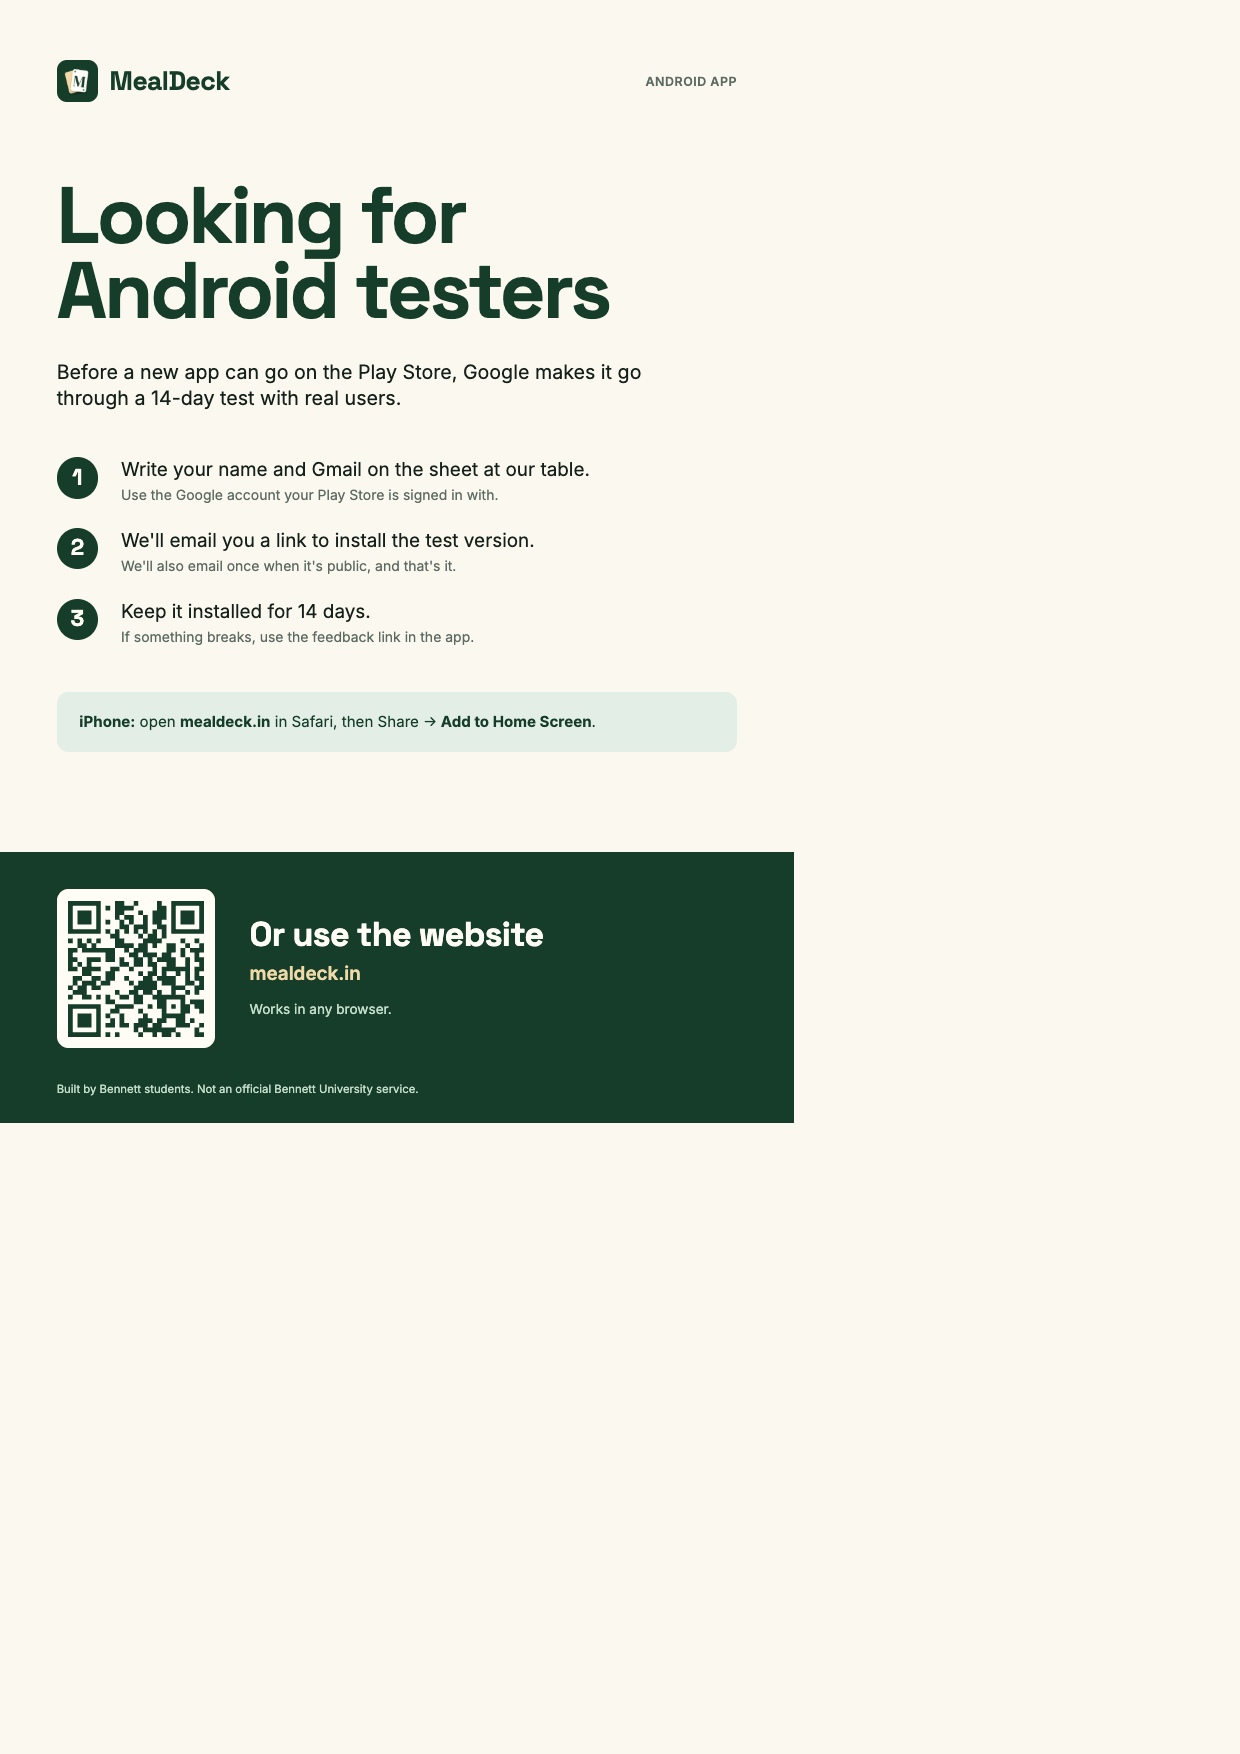 MealDeck
ANDROID APP
Looking for
Android testers
Before a new app can go on the Play Store, Google makes it go
through a 14-day test with real users.
1
Write your name and Gmail on the sheet at our table.
Use the Google account your Play Store is signed in with.
2
We'll email you a link to install the test version.
We'll also email once when it's public, and that's it.
3
Keep it installed for 14 days.
If something breaks, use the feedback link in the app.
iPhone: open mealdeck.in in Safari, then Share → Add to Home Screen.
Or use the website
mealdeck.in
Works in any browser.
Built by Bennett students. Not an official Bennett University service.